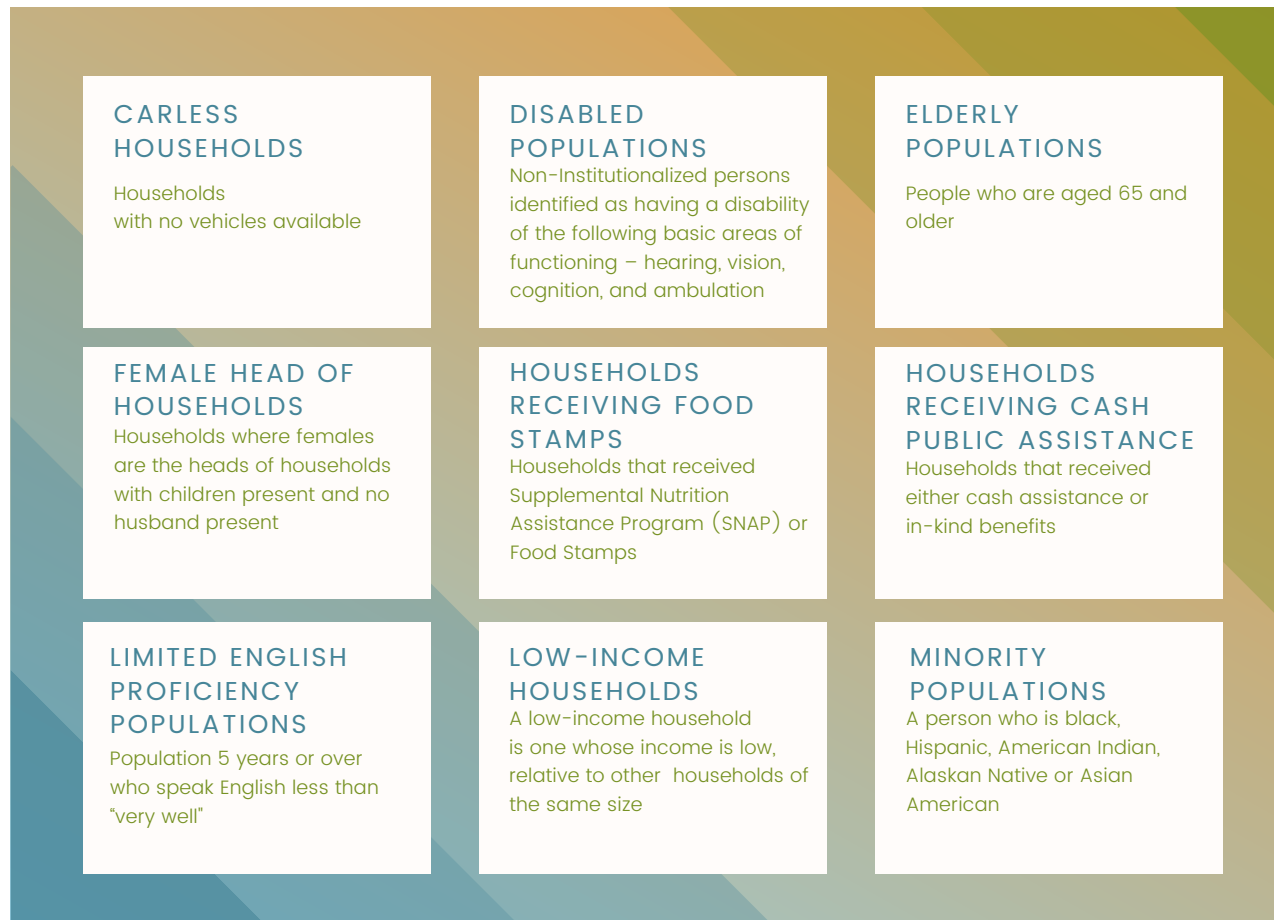 CARLESS
HOUSEHOLDS
Households
with no vehicles available
DISABLED
POPULATIONS
Non-Institutionalized persons
identified as having a disability
of the following basic areas of
functioning – hearing, vision,
cognition, and ambulation
ELDERLY
POPULATIONS
People who are aged 65 and
older
FEMALE HEAD OF
HOUSEHOLDS
Households where females
are the heads of households
with children present and no
husband present
HOUSEHOLDS
RECEIVING FOOD
STAMPS
Households that received
Supplemental Nutrition
Assistance Program (SNAP) or
Food Stamps
HOUSEHOLDS
RECEIVING CASH
PUBLIC ASSISTANCE
Households that received
either cash assistance or
in-kind benefits
LIMITED ENGLISH
PROFICIENCY
POPULATIONS
Population 5 years or over
who speak English less than
“very well”
LOW-INCOME
HOUSEHOLDS
A low-income household
is one whose income is low,
relative to other  households of
the same size
MINORITY
POPULATIONS
A person who is black,
Hispanic, American Indian,
Alaskan Native or Asian
American